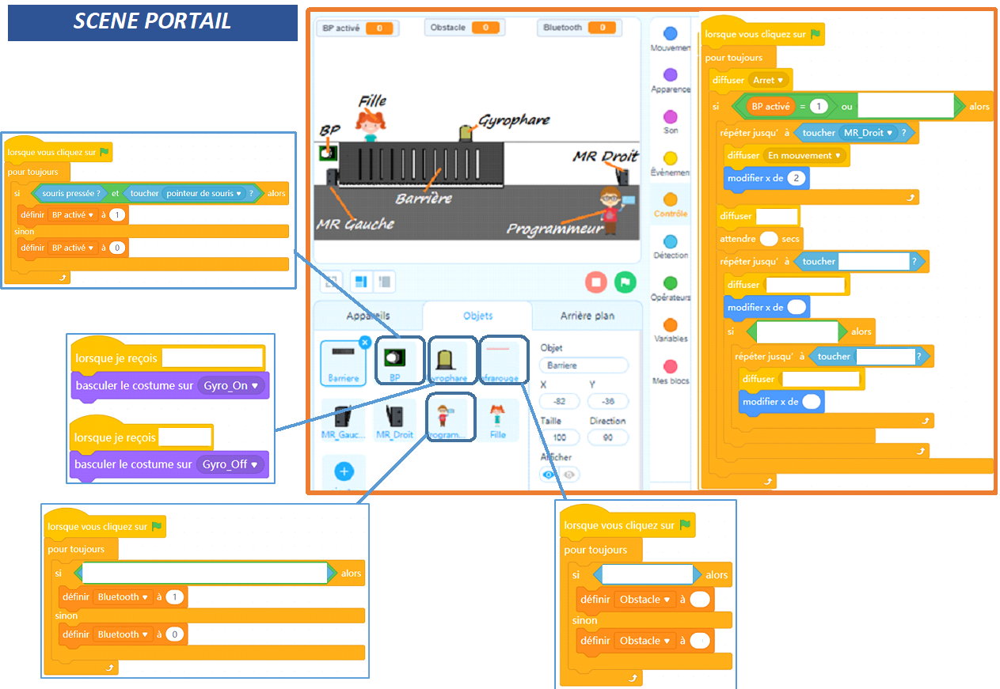 SCENE PORTAIL
BP activé 0
Obstacle 0
Bluetooth 0
Fille
BP
Gyrophare
MR Droit
Barrière
MR Gauche
Programmeur
Mouvemen
Apparence
Son
Événemen
Contrôle
Détection
Opérateurs
Variables
Mes blocs
Appareils
Objets
Arrière plan
Barriere
BP
Gyrophare
nfrarouge
MR_Gauc...
MR_Droit
Program...
Fille
Objet
Barriere
X
Y
-82
-36
Taille
Direction
100
90
Afficher
lorsque vous cliquez sur
pour toujours
diffuser Arret
si BP activé = 1 ou alors
répéter jusqu' à toucher MR_Droit ?
diffuser En mouvement
modifier x de 2
diffuser
attendre secs
répéter jusqu' à toucher ?
diffuser
modifier x de
si alors
répéter jusqu' à toucher ?
diffuser
modifier x de
lorsque vous cliquez sur
pour toujours
si souris pressée ? et toucher pointeur de souris ? alors
définir BP activé à 1
sinon
définir BP activé à 0
lorsque je reçois
basculer le costume sur Gyro_On
lorsque je reçois
basculer le costume sur Gyro_Off
lorsque vous cliquez sur
pour toujours
si alors
définir Bluetooth à 1
sinon
définir Bluetooth à 0
lorsque vous cliquez sur
pour toujours
si alors
définir Obstacle à
sinon
définir Obstacle à